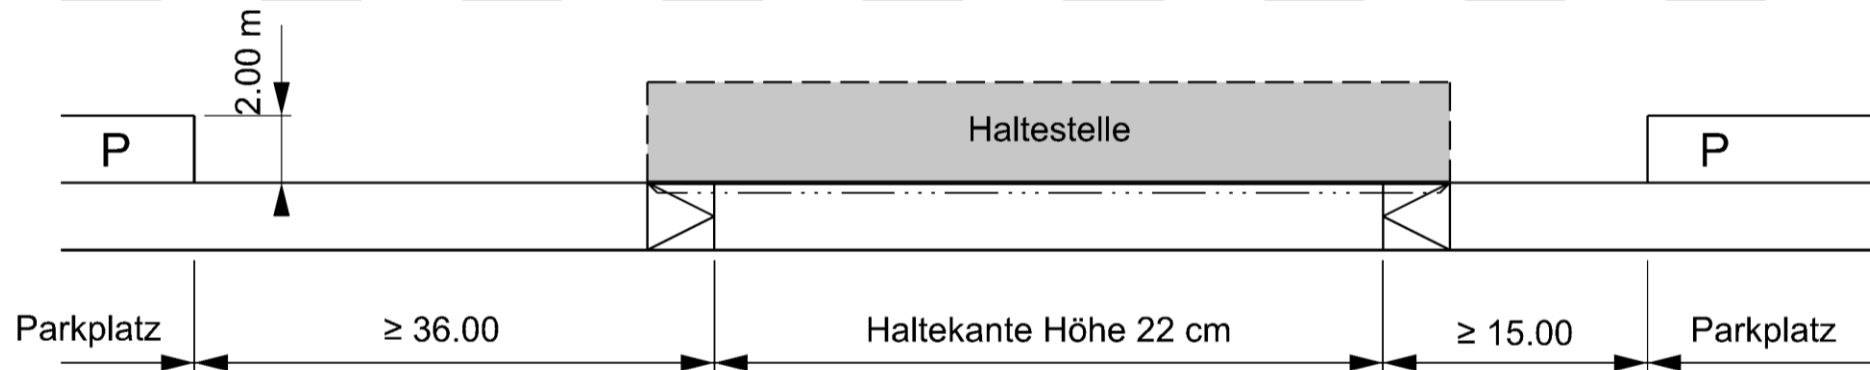 2.00 m
P
Haltestelle
P
Parkplatz
≥ 36.00
Haltekante Höhe 22 cm
≥ 15.00
Parkplatz